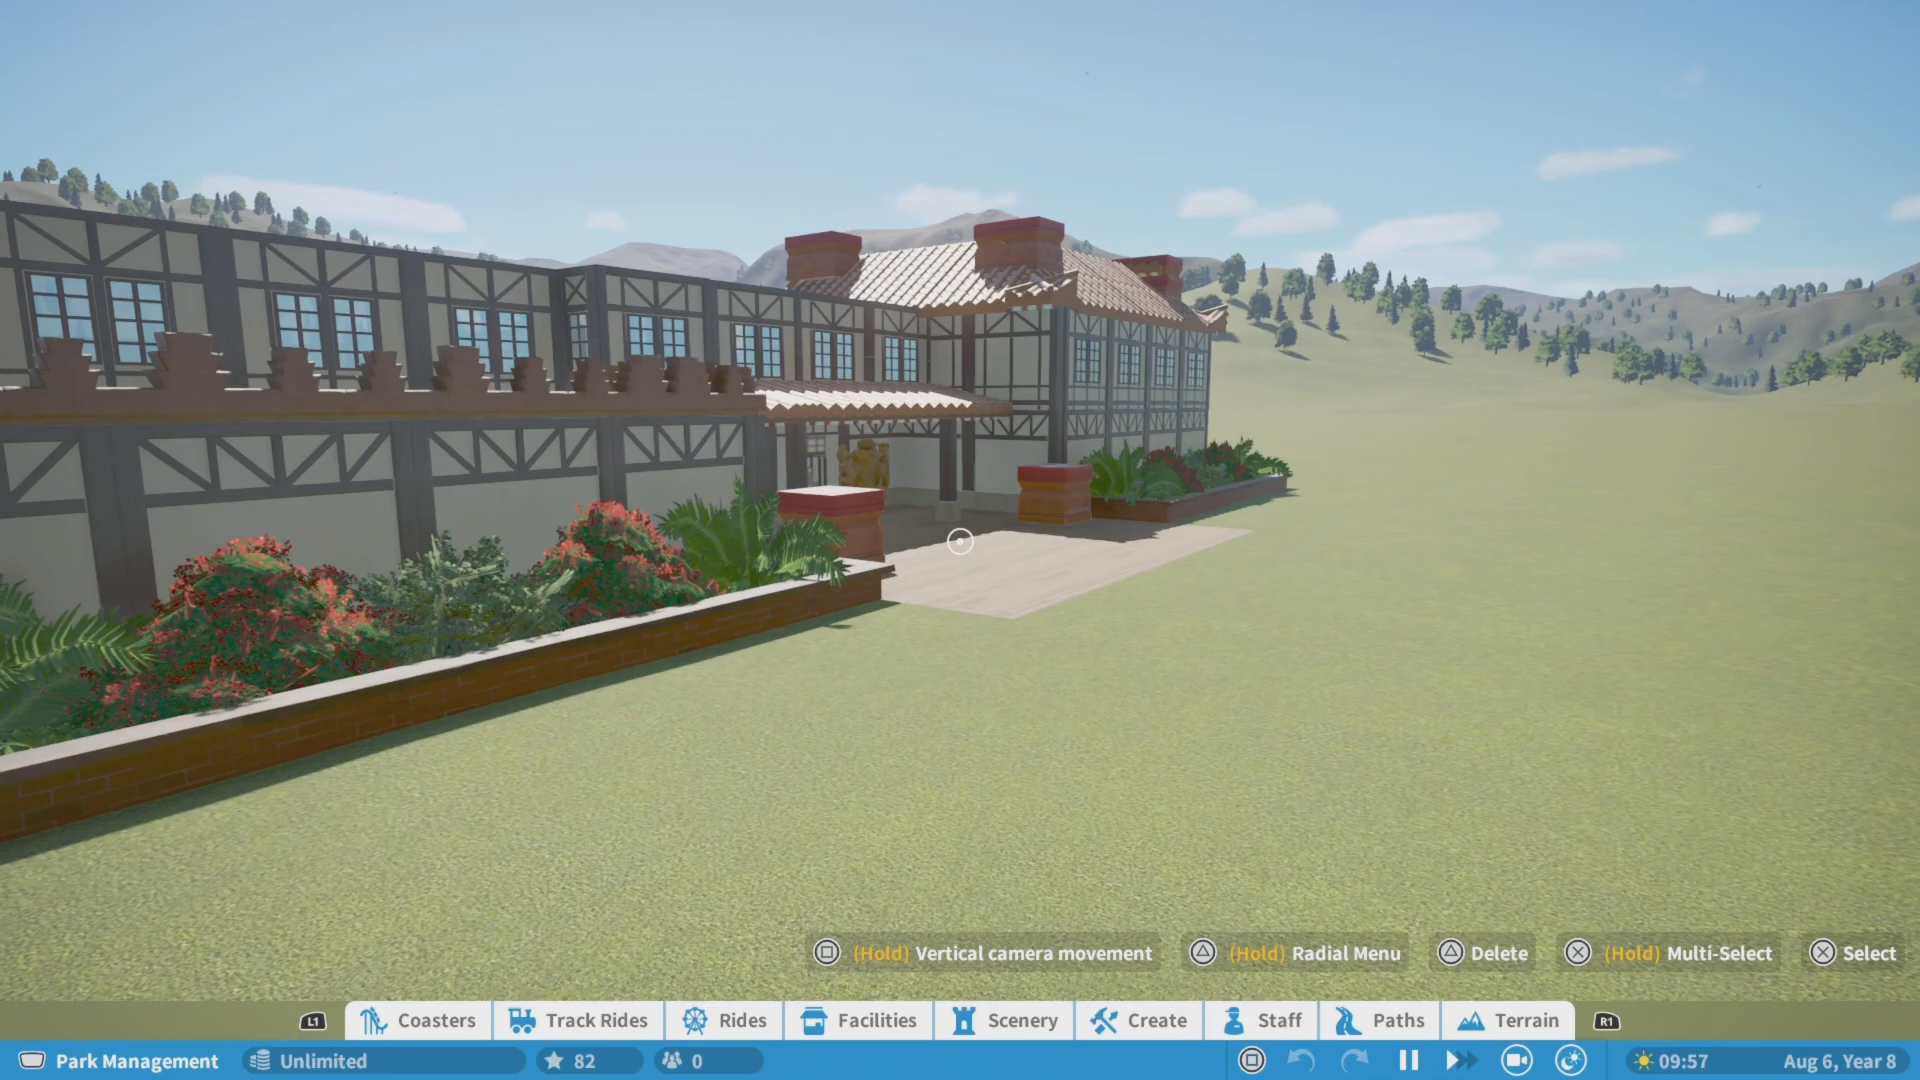 (Hold) Vertical camera movement (Hold) Radial Menu Delete (Hold) Multi-Select Select
L1 Coasters Track Rides Rides Facilities Scenery Create Staff Paths Terrain R1
Park Management Unlimited 82 0 09:57 Aug 6, Year 8